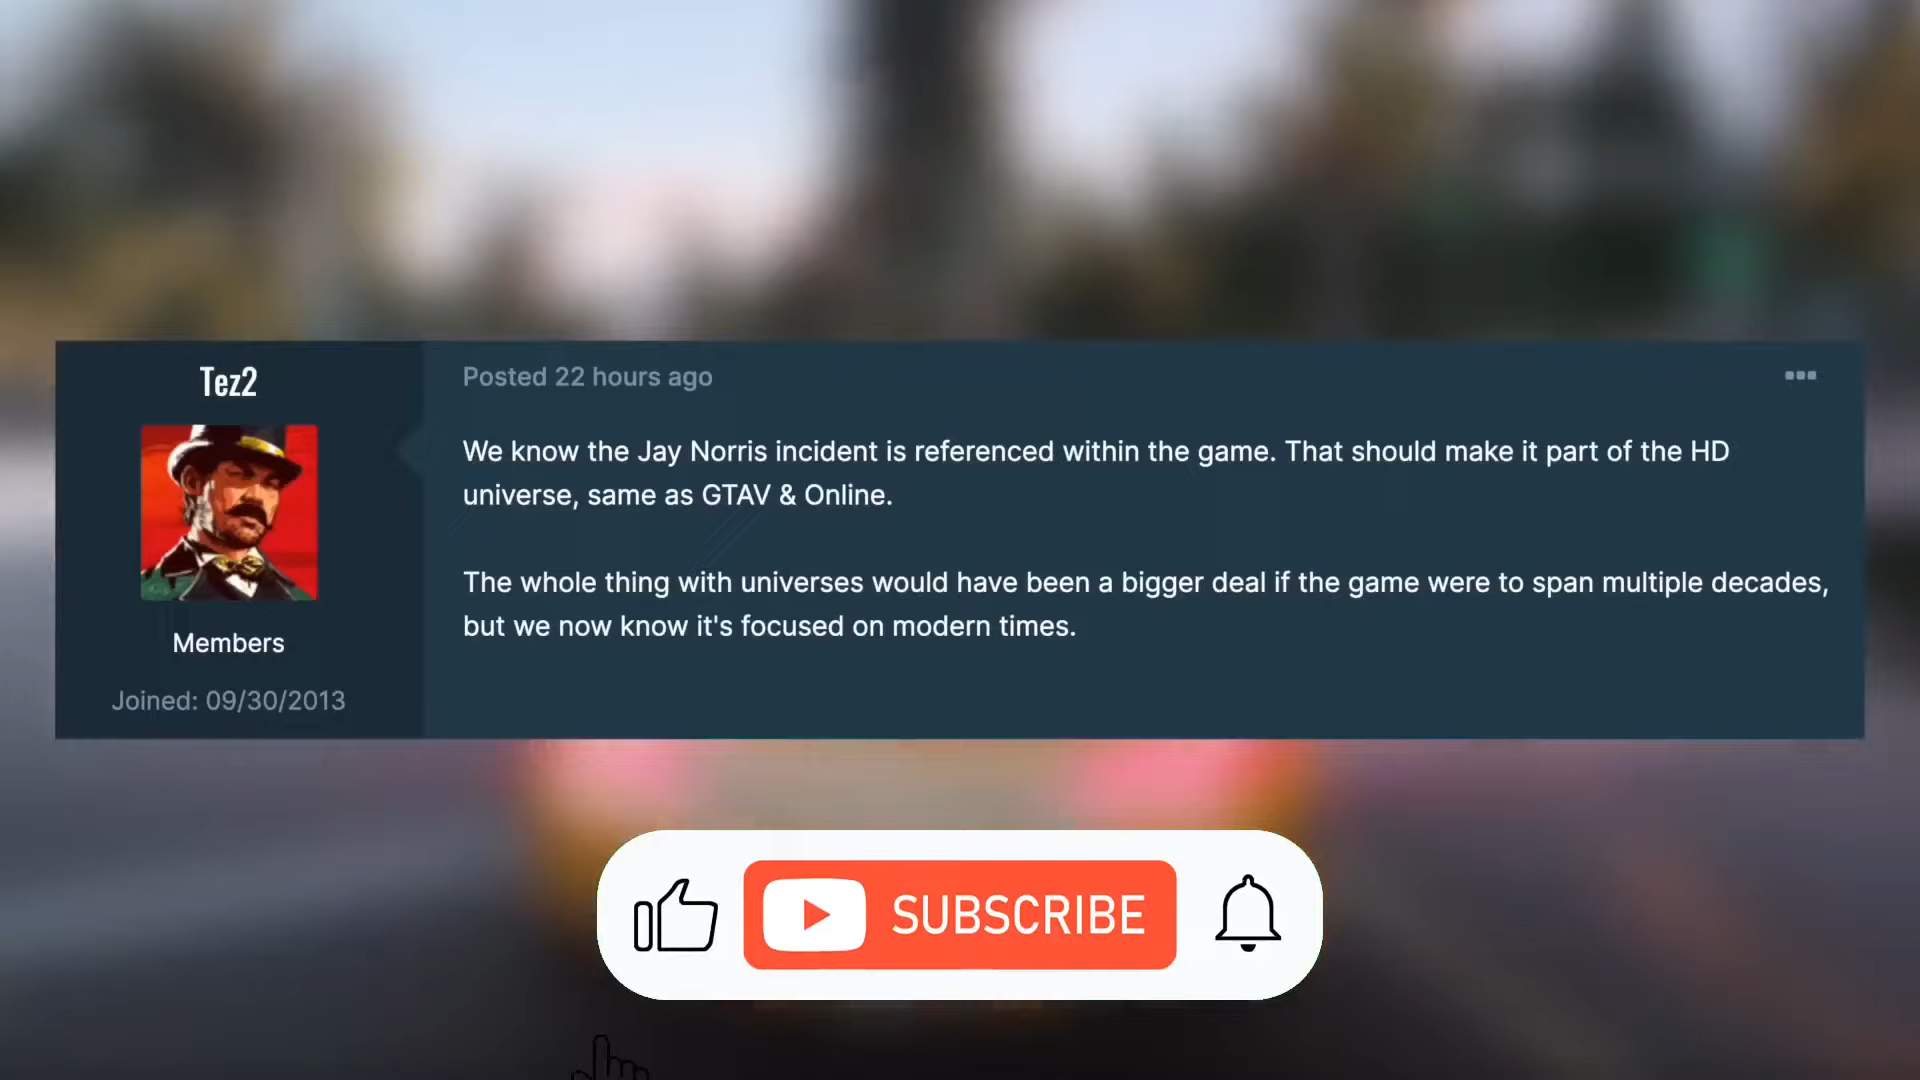 Tez2
Members
Joined: 09/30/2013
Posted 22 hours ago
We know the Jay Norris incident is referenced within the game. That should make it part of the HD
universe, same as GTAV & Online.
The whole thing with universes would have been a bigger deal if the game were to span multiple decades,
but we now know it's focused on modern times.
SUBSCRIBE